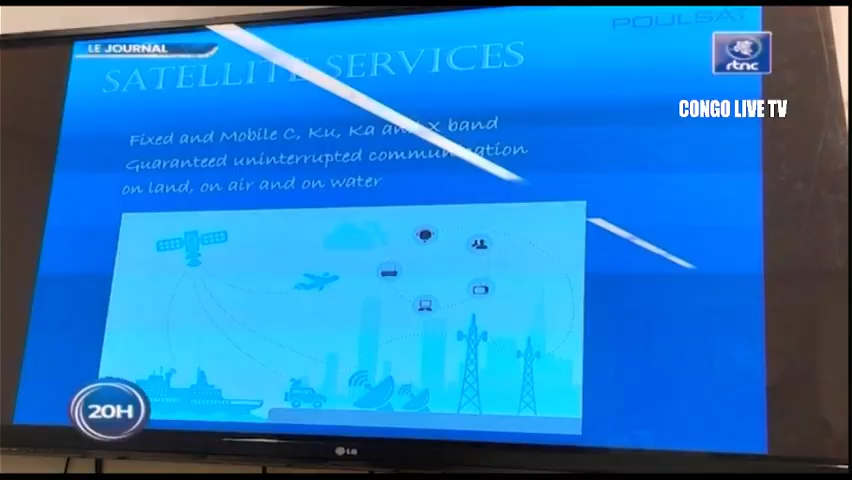 POULSAT
LE JOURNAL
rtnc
SATELLITE SERVICES
CONGO LIVE TV
Fixed and Mobile C, Ku, Ka and X band
Guaranteed uninterrupted communication
on land, on air and on water
20H
LG